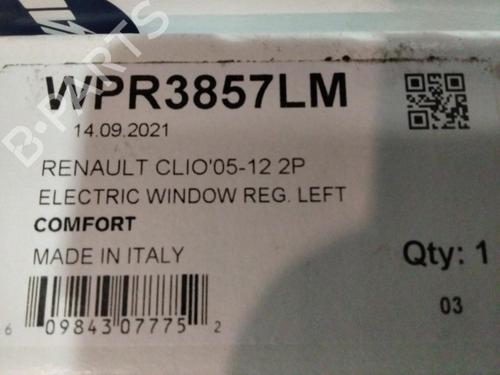 WPR3857LM
14.09.2021
RENAULT CLIO'05-12 2P
ELECTRIC WINDOW REG. LEFT
COMFORT
MADE IN ITALY
Qty: 1
6 09843 07775 2
03
B-PARTS